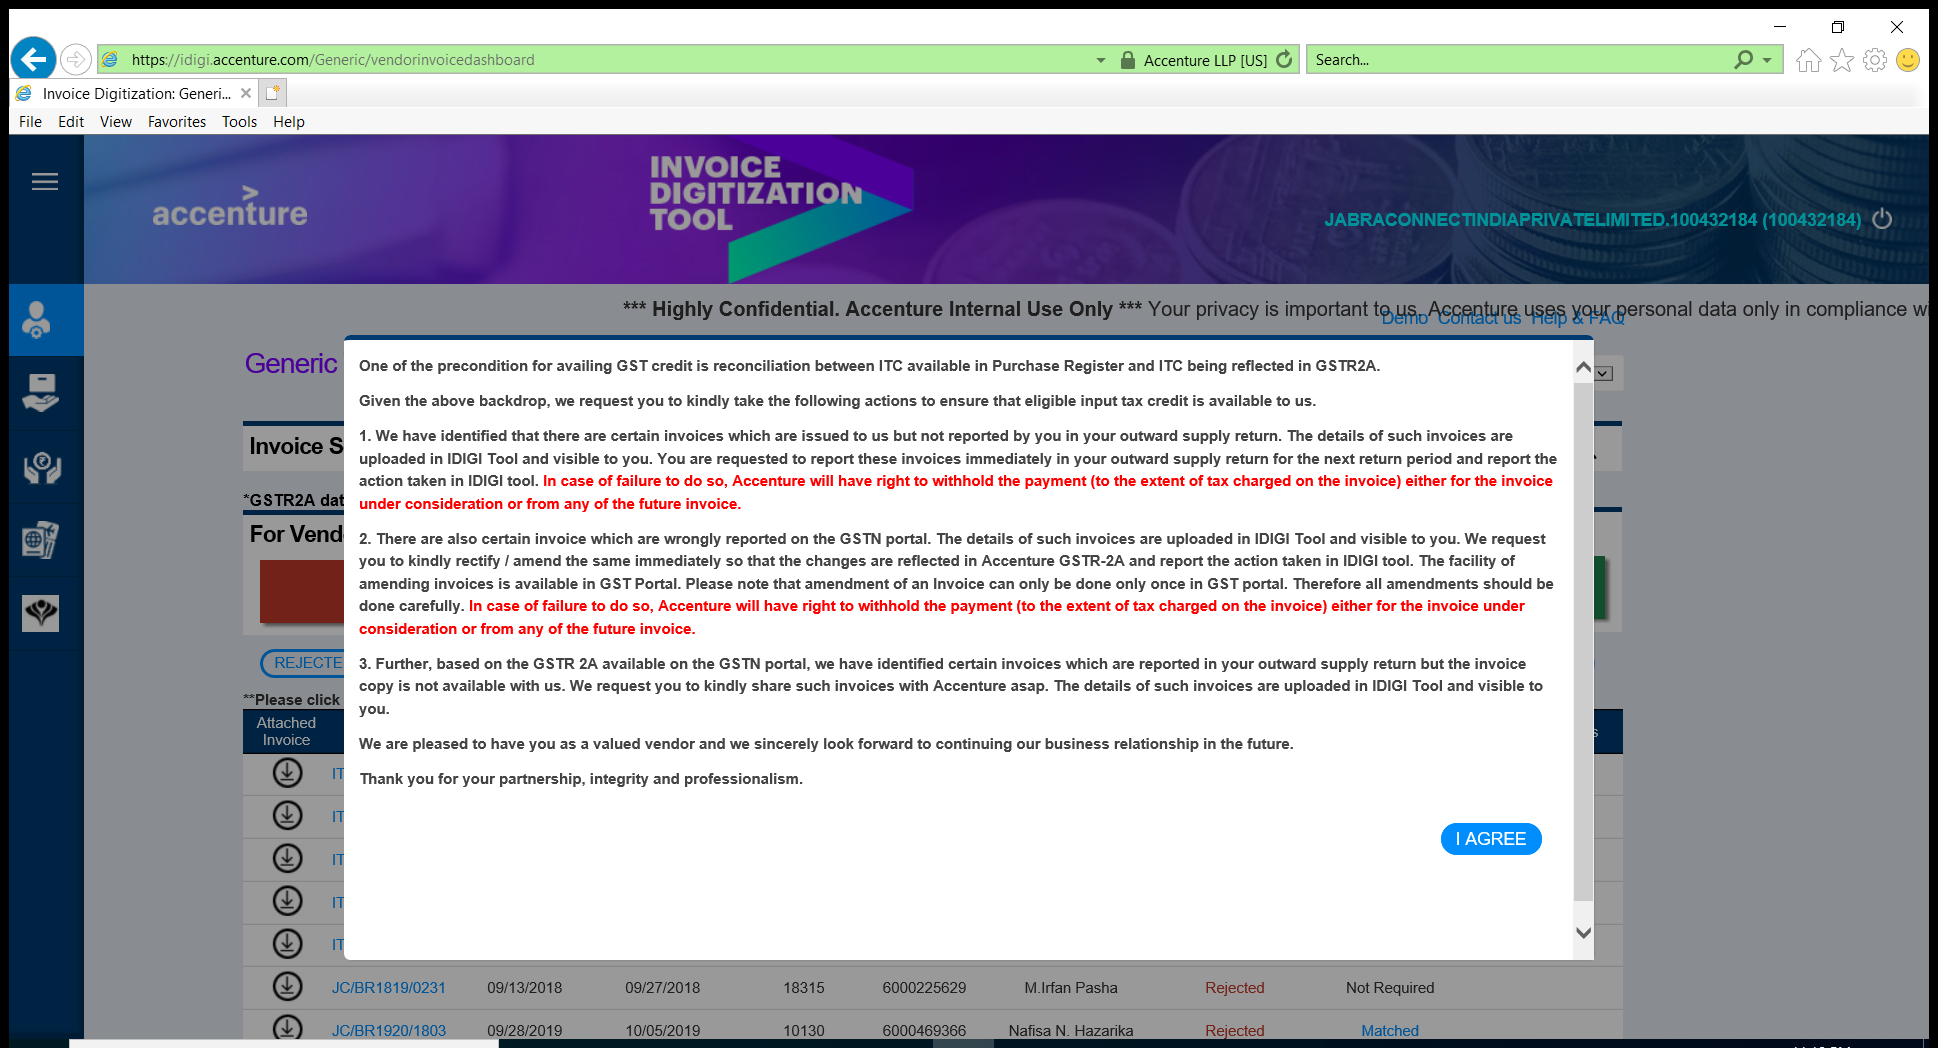 https://idigi.accenture.com/Generic/vendorinvoicedashboard
Accenture LLP [US]
Search...
Invoice Digitization: Generi...
File Edit View Favorites Tools Help
accenture
INVOICE
DIGITIZATION
TOOL
JABRACONNECTINDIAPRIVATELIMITED.100432184 (100432184)
*** Highly Confidential. Accenture Internal Use Only *** Your privacy is important to us. Accenture uses your personal data only in compliance wi
Demo Contact us Help & FAQ
Generic
One of the precondition for availing GST credit is reconciliation between ITC available in Purchase Register and ITC being reflected in GSTR2A.
Given the above backdrop, we request you to kindly take the following actions to ensure that eligible input tax credit is available to us.
Invoice S
1. We have identified that there are certain invoices which are issued to us but not reported by you in your outward supply return. The details of such invoices are
uploaded in IDIGI Tool and visible to you. You are requested to report these invoices immediately in your outward supply return for the next return period and report the
action taken in IDIGI tool. In case of failure to do so, Accenture will have right to withhold the payment (to the extent of tax charged on the invoice) either for the invoice
under consideration or from any of the future invoice.
*GSTR2A dat
For Vend
2. There are also certain invoice which are wrongly reported on the GSTN portal. The details of such invoices are uploaded in IDIGI Tool and visible to you. We request
you to kindly rectify / amend the same immediately so that the changes are reflected in Accenture GSTR-2A and report the action taken in IDIGI tool. The facility of
amending invoices is available in GST Portal. Please note that amendment of an Invoice can only be done only once in GST portal. Therefore all amendments should be
done carefully. In case of failure to do so, Accenture will have right to withhold the payment (to the extent of tax charged on the invoice) either for the invoice under
consideration or from any of the future invoice.
REJECTE
3. Further, based on the GSTR 2A available on the GSTN portal, we have identified certain invoices which are reported in your outward supply return but the invoice
copy is not available with us. We request you to kindly share such invoices with Accenture asap. The details of such invoices are uploaded in IDIGI Tool and visible to
you.
**Please click
Attached
Invoice
s
We are pleased to have you as a valued vendor and we sincerely look forward to continuing our business relationship in the future.
Thank you for your partnership, integrity and professionalism.
I AGREE
IT
IT
IT
IT
IT
JC/BR1819/0231 09/13/2018 09/27/2018 18315 6000225629 M.Irfan Pasha Rejected Not Required
JC/BR1920/1803 09/28/2019 10/05/2019 10130 6000469366 Nafisa N. Hazarika Rejected Matched